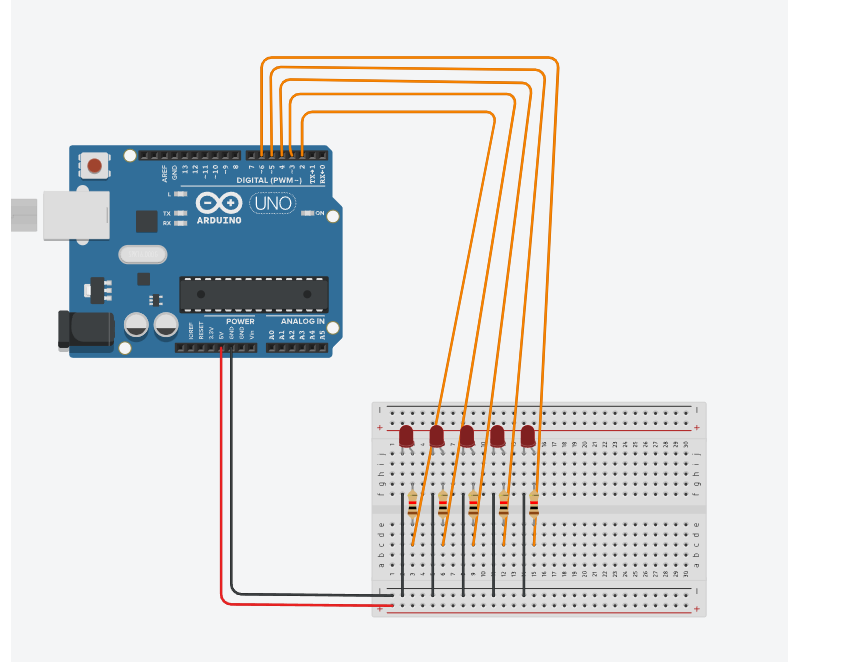 AREF
GND
13
12
~11
~10
~9
8
7
~6
~5
4
~3
2
TX→1
RX←0
DIGITAL (PWM~)
L
TX
RX
ARDUINO
UNO
ON
POWER
ANALOG IN
IOREF
RESET
3.3V
5V
GND
GND
Vin
A0
A1
A2
A3
A4
A5
j
i
h
g
f
e
d
c
b
a